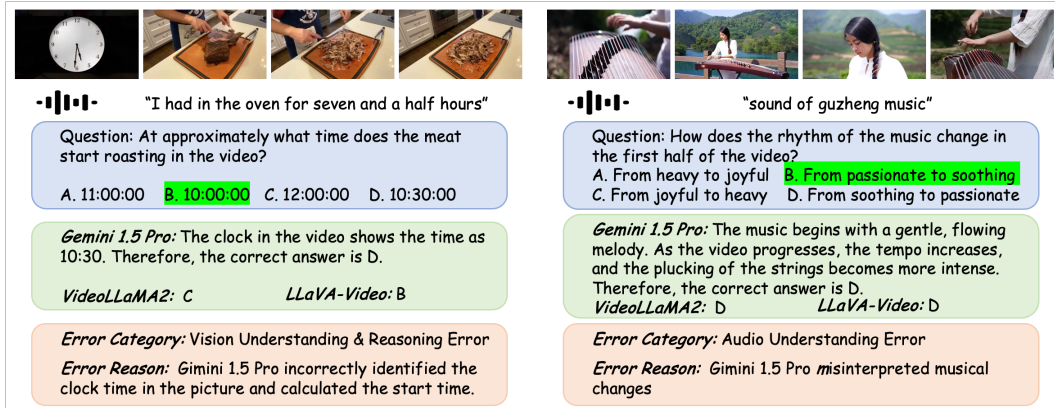 "I had in the oven for seven and a half hours"
Question: At approximately what time does the meat
start roasting in the video?
A. 11:00:00 B. 10:00:00 C. 12:00:00 D. 10:30:00
Gemini 1.5 Pro: The clock in the video shows the time as
10:30. Therefore, the correct answer is D.
VideoLLaMA2: C LLaVA-Video: B
Error Category: Vision Understanding & Reasoning Error
Error Reason: Gimini 1.5 Pro incorrectly identified the
clock time in the picture and calculated the start time.
"sound of guzheng music"
Question: How does the rhythm of the music change in
the first half of the video?
A. From heavy to joyful B. From passionate to soothing
C. From joyful to heavy D. From soothing to passionate
Gemini 1.5 Pro: The music begins with a gentle, flowing
melody. As the video progresses, the tempo increases,
and the plucking of the strings becomes more intense.
Therefore, the correct answer is D.
VideoLLaMA2: D LLaVA-Video: D
Error Category: Audio Understanding Error
Error Reason: Gimini 1.5 Pro misinterpreted musical
changes